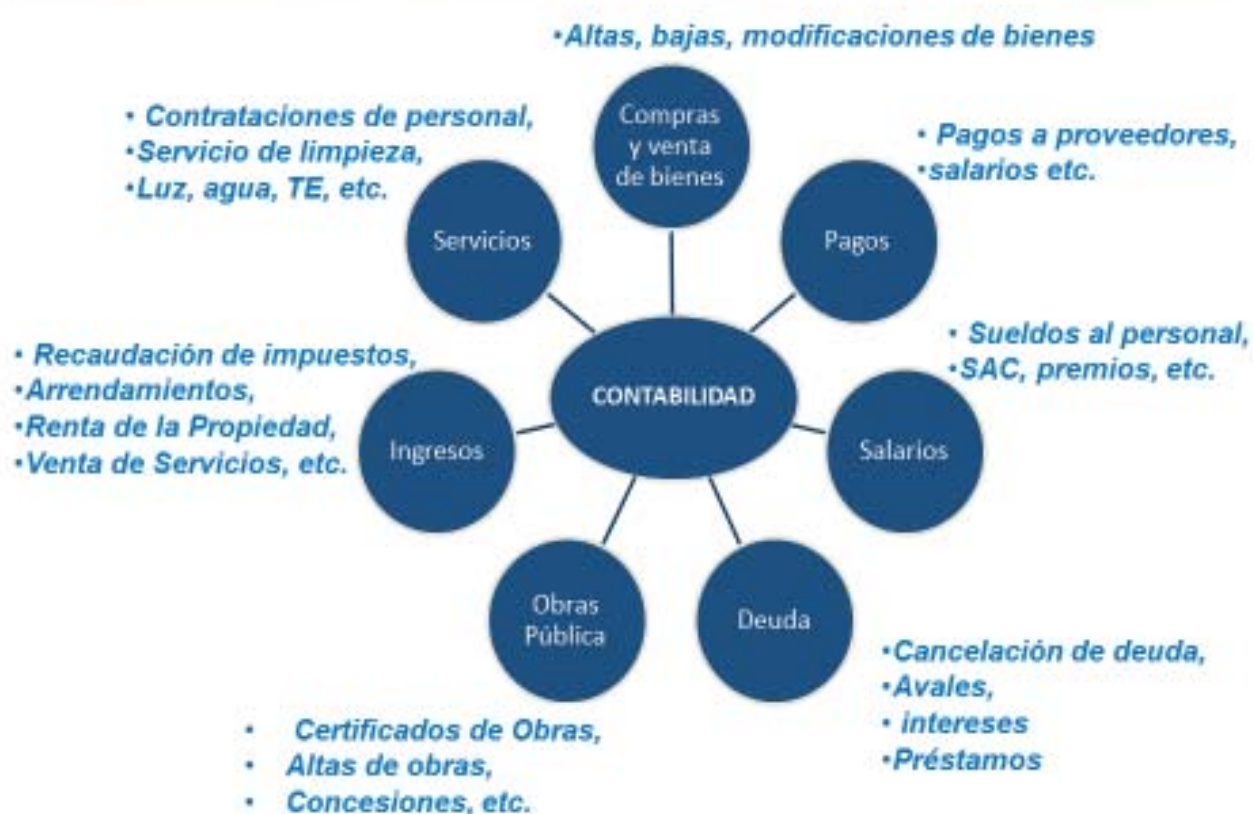 •Altas, bajas, modificaciones de bienes
Compras
y venta
de bienes
• Pagos a proveedores,
•salarios etc.
Pagos
• Sueldos al personal,
•SAC, premios, etc.
Salarios
Deuda
•Cancelación de deuda,
•Avales,
• intereses
•Préstamos
Obras
Pública
• Certificados de Obras,
• Altas de obras,
• Concesiones, etc.
• Recaudación de impuestos,
•Arrendamientos,
•Renta de la Propiedad,
•Venta de Servicios, etc.
Ingresos
• Contrataciones de personal,
•Servicio de limpieza,
•Luz, agua, TE, etc.
Servicios
CONTABILIDAD